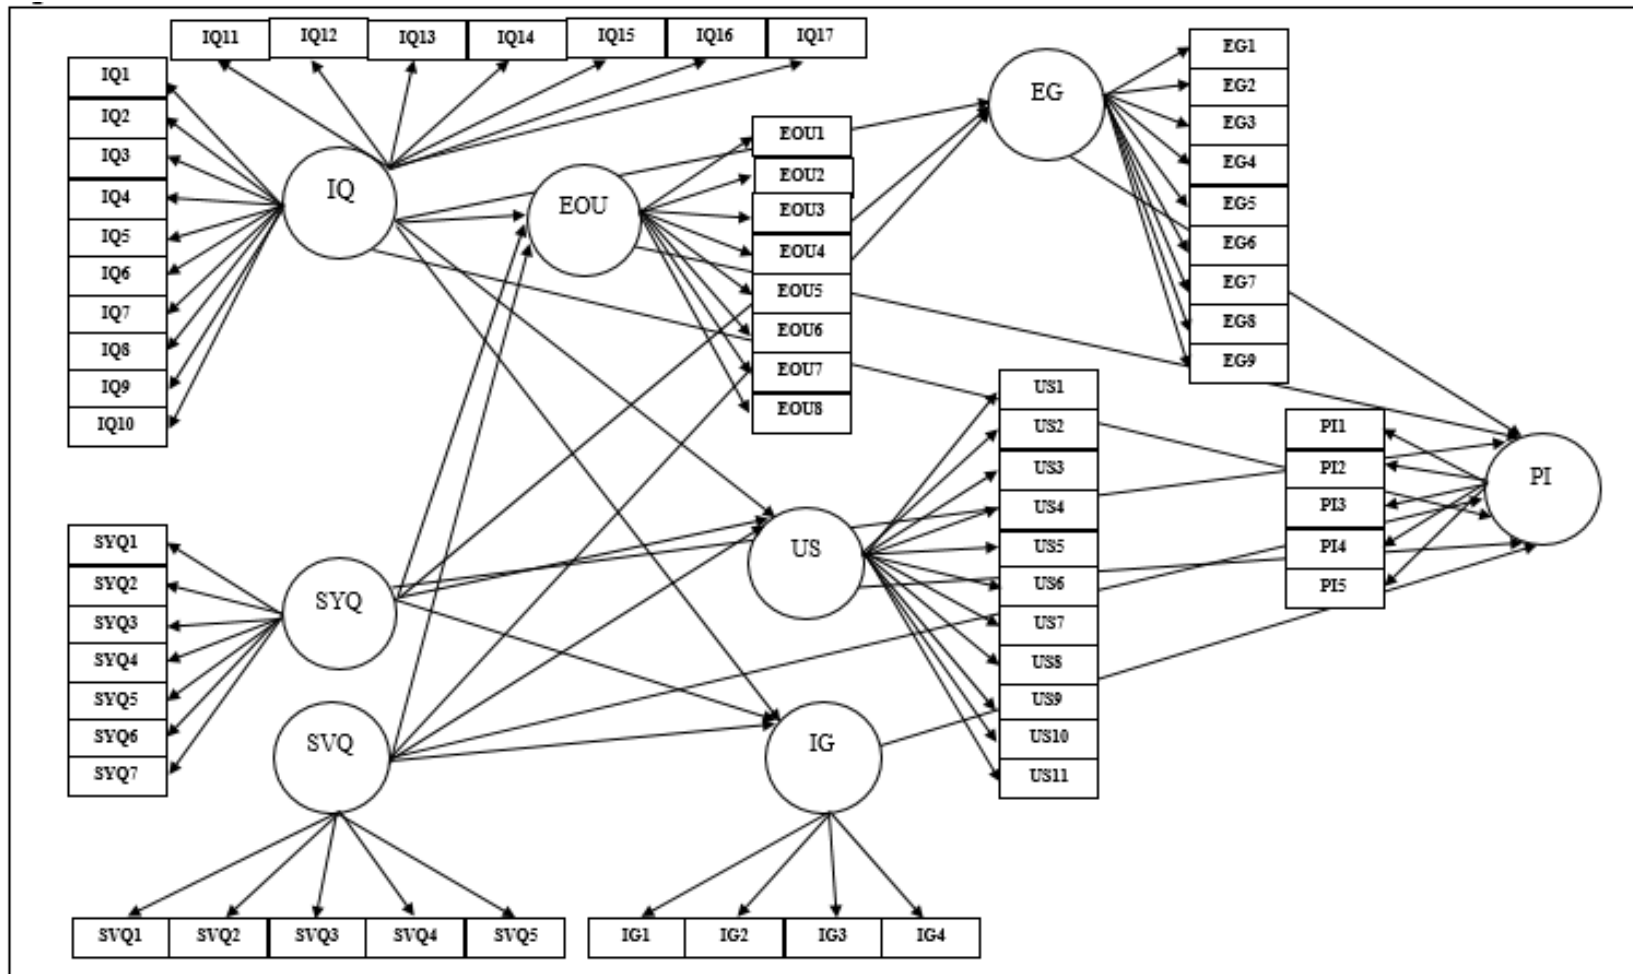 IQ11 IQ12 IQ13 IQ14 IQ15 IQ16 IQ17
IQ1
IQ2
IQ3
IQ4
IQ5
IQ6
IQ7
IQ8
IQ9
IQ10
IQ
EOU
EOU1
EOU2
EOU3
EOU4
EOU5
EOU6
EOU7
EOU8
EG
EG1
EG2
EG3
EG4
EG5
EG6
EG7
EG8
EG9
US1
US2
US3
US4
US5
US6
US7
US8
US9
US10
US11
PI1
PI2
PI3
PI4
PI5
PI
SYQ1
SYQ2
SYQ3
SYQ4
SYQ5
SYQ6
SYQ7
SYQ
US
SVQ
IG
SVQ1 SVQ2 SVQ3 SVQ4 SVQ5
IG1 IG2 IG3 IG4